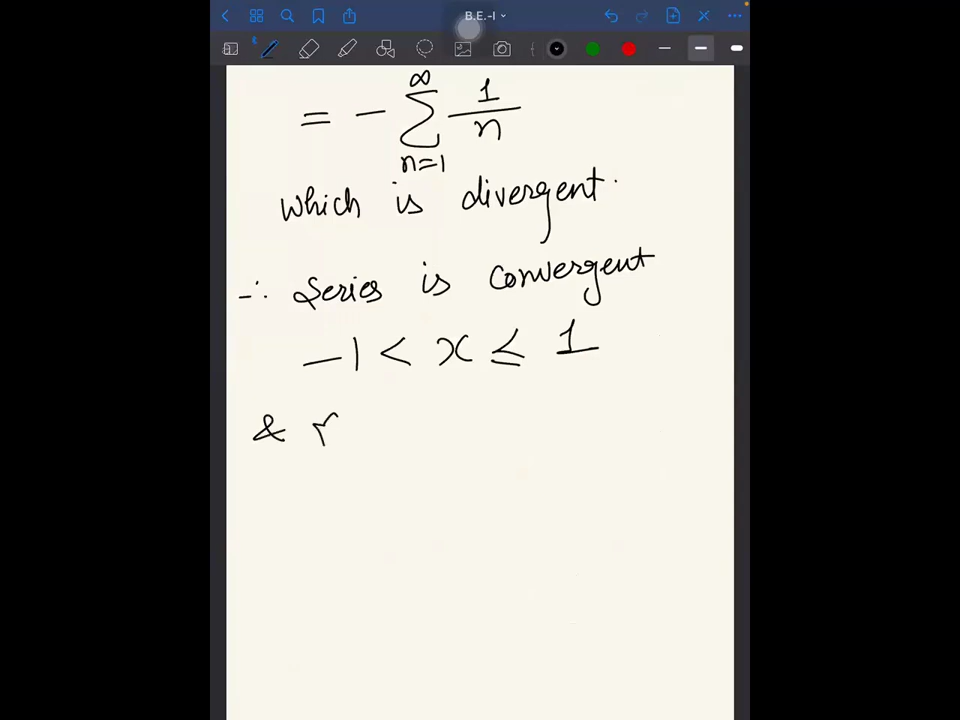 B.E.-I
= - ∞ Σ n=1 1/n
which is divergent.
∴ Series is convergent
-1 < x ≤ 1
& r